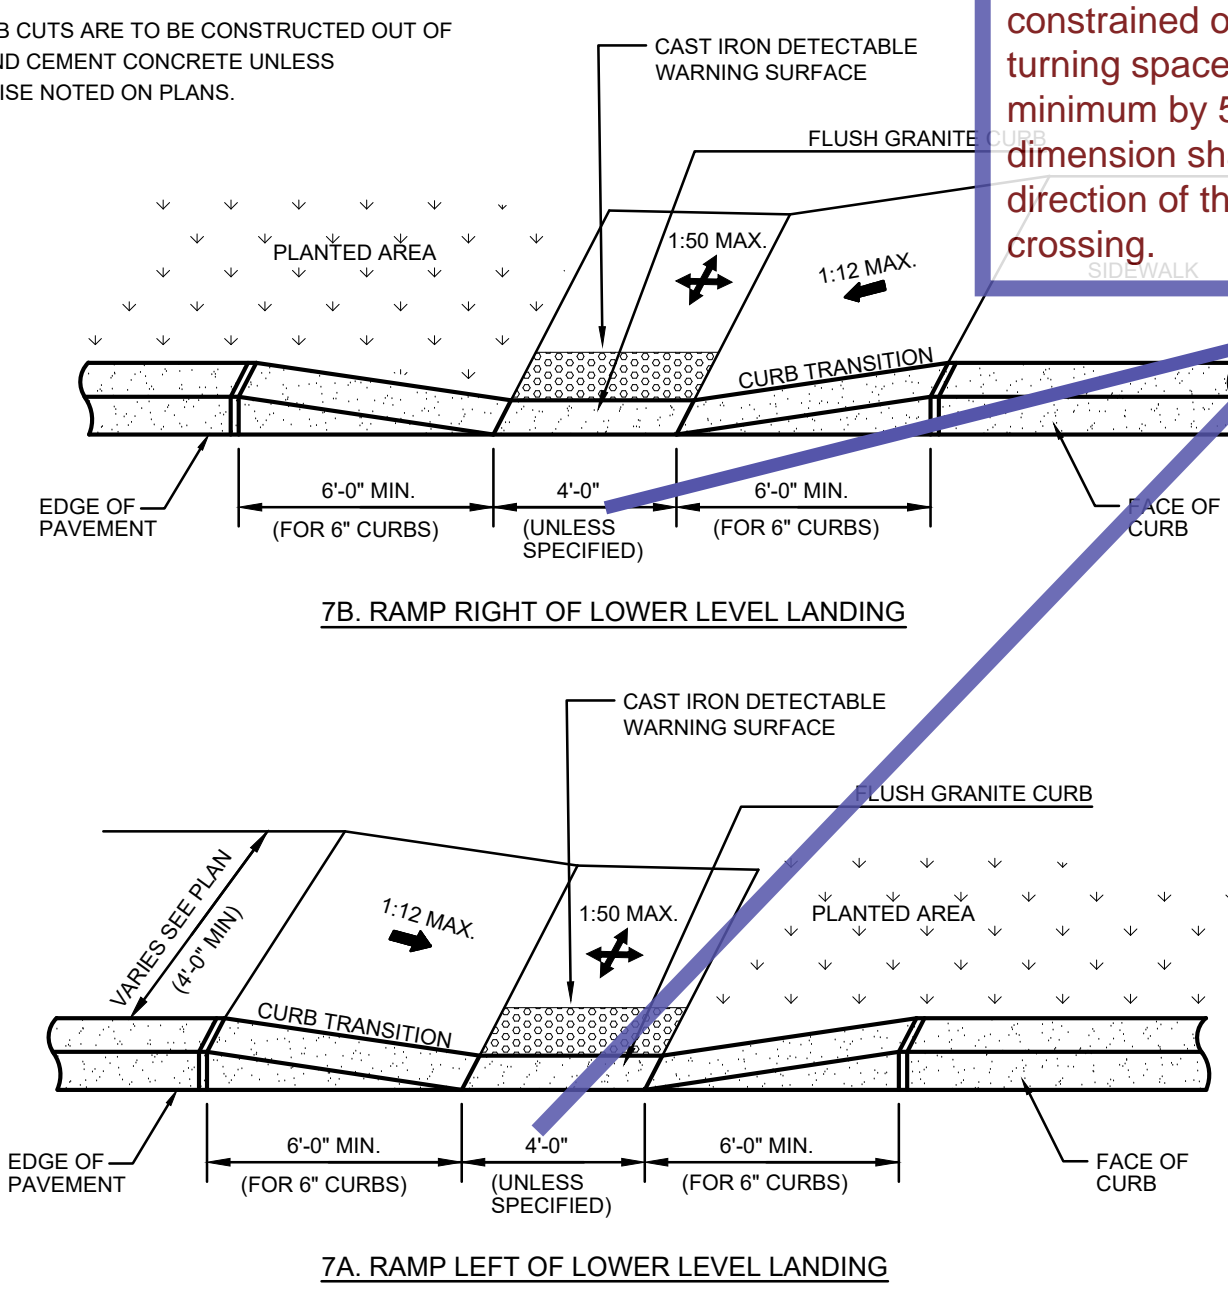 B CUTS ARE TO BE CONSTRUCTED OUT OF
ND CEMENT CONCRETE UNLESS
ISE NOTED ON PLANS.
CAST IRON DETECTABLE
WARNING SURFACE
FLUSH GRANITE CURB
constrained o
turning space
minimum by 5
dimension sh
direction of th
crossing.
SIDEWALK
PLANTED AREA
1:50 MAX.
1:12 MAX.
CURB TRANSITION
EDGE OF
PAVEMENT
6'-0" MIN.
(FOR 6" CURBS)
4'-0"
(UNLESS
SPECIFIED)
6'-0" MIN.
(FOR 6" CURBS)
FACE OF
CURB
7B. RAMP RIGHT OF LOWER LEVEL LANDING
CAST IRON DETECTABLE
WARNING SURFACE
FLUSH GRANITE CURB
VARIES SEE PLAN
(4'-0" MIN)
1:12 MAX.
1:50 MAX.
PLANTED AREA
CURB TRANSITION
EDGE OF
PAVEMENT
6'-0" MIN.
(FOR 6" CURBS)
4'-0"
(UNLESS
SPECIFIED)
6'-0" MIN.
(FOR 6" CURBS)
FACE OF
CURB
7A. RAMP LEFT OF LOWER LEVEL LANDING